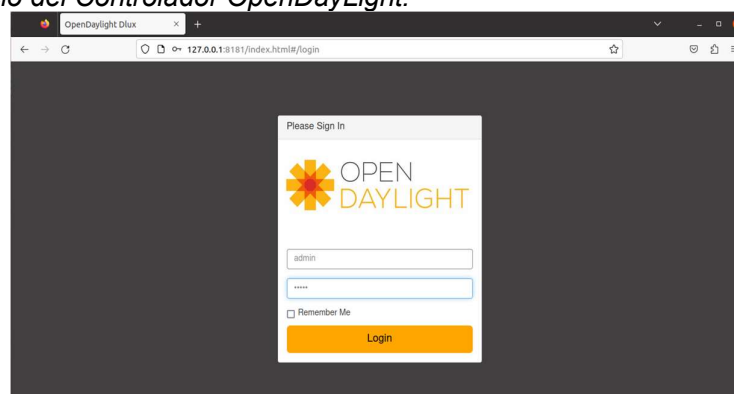 del Controlador OpenDayLight.
OpenDaylight Dlux
127.0.0.1:8181/index.html#/login
Please Sign In
OPEN
DAYLIGHT
admin
•••••
Remember Me
Login